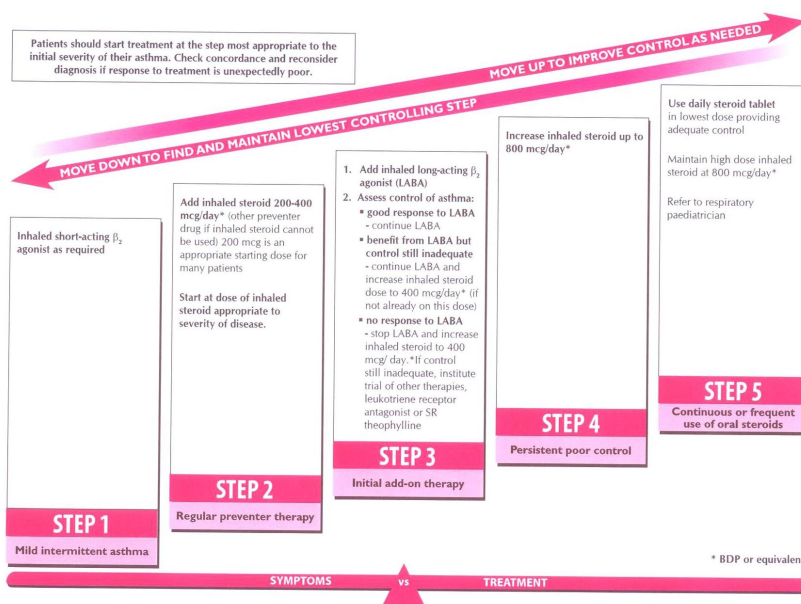 Patients should start treatment at the step most appropriate to the
initial severity of their asthma. Check concordance and reconsider
diagnosis if response to treatment is unexpectedly poor.
MOVE UP TO IMPROVE CONTROL AS NEEDED
MOVE DOWN TO FIND AND MAINTAIN LOWEST CONTROLLING STEP
Inhaled short-acting β₂
agonist as required
STEP 1
Mild intermittent asthma
Add inhaled steroid 200-400
mcg/day* (other preventer
drug if inhaled steroid cannot
be used) 200 mcg is an
appropriate starting dose for
many patients
Start at dose of inhaled
steroid appropriate to
severity of disease.
STEP 2
Regular preventer therapy
1. Add inhaled long-acting β₂
agonist (LABA)
2. Assess control of asthma:
▪ good response to LABA
- continue LABA
▪ benefit from LABA but
control still inadequate
- continue LABA and
increase inhaled steroid
dose to 400 mcg/day* (if
not already on this dose)
▪ no response to LABA
- stop LABA and increase
inhaled steroid to 400
mcg/ day.*If control
still inadequate, institute
trial of other therapies,
leukotriene receptor
antagonist or SR
theophylline
STEP 3
Initial add-on therapy
Increase inhaled steroid up to
800 mcg/day*
STEP 4
Persistent poor control
Use daily steroid tablet
in lowest dose providing
adequate control
Maintain high dose inhaled
steroid at 800 mcg/day*
Refer to respiratory
paediatrician
STEP 5
Continuous or frequent
use of oral steroids
* BDP or equivalen
SYMPTOMS vs TREATMENT